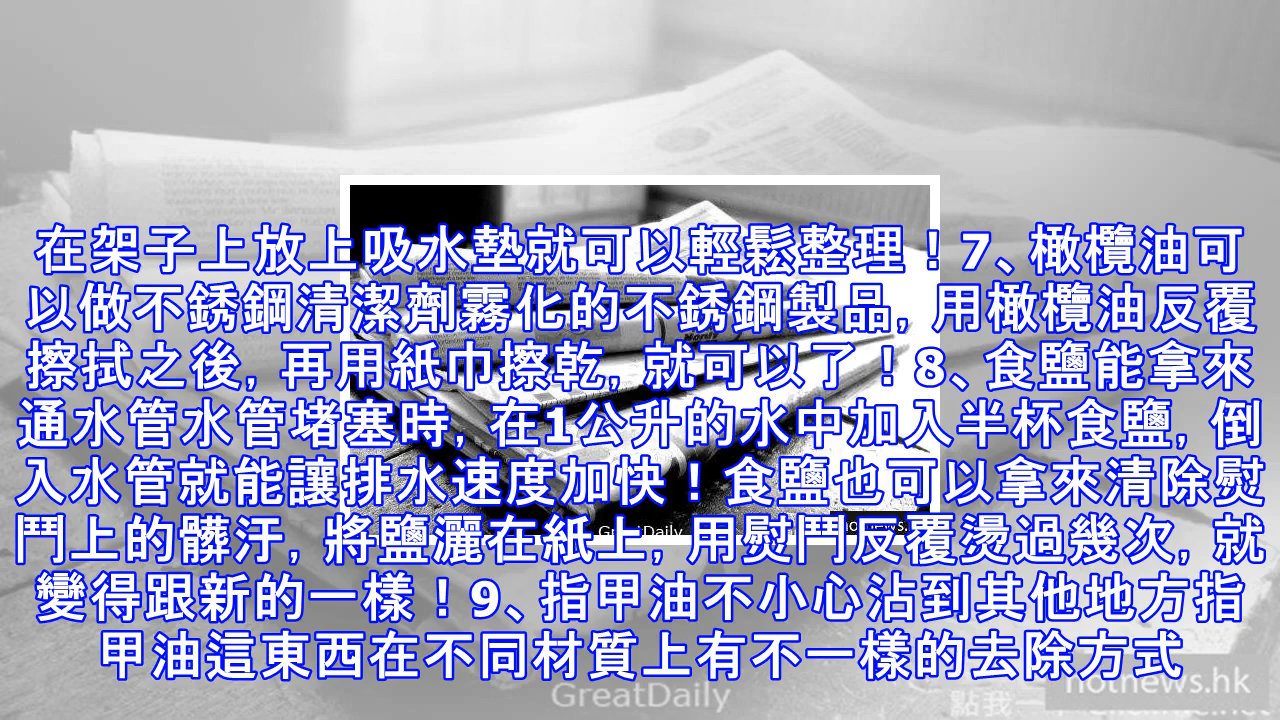 在架子上放上吸水墊就可以輕鬆整理！7、橄欖油可
以做不銹鋼清潔劑霧化的不銹鋼製品, 用橄欖油反覆
擦拭之後, 再用紙巾擦乾, 就可以了！8、食鹽能拿來
通水管水管堵塞時, 在1公升的水中加入半杯食鹽, 倒
入水管就能讓排水速度加快！食鹽也可以拿來清除熨
鬥上的髒汙, 將鹽灑在紙上, 用熨鬥反覆燙過幾次, 就
變得跟新的一樣！9、指甲油不小心沾到其他地方指
甲油這東西在不同材質上有不一樣的去除方式
GreatDaily
GreatDaily
hotnews.hk